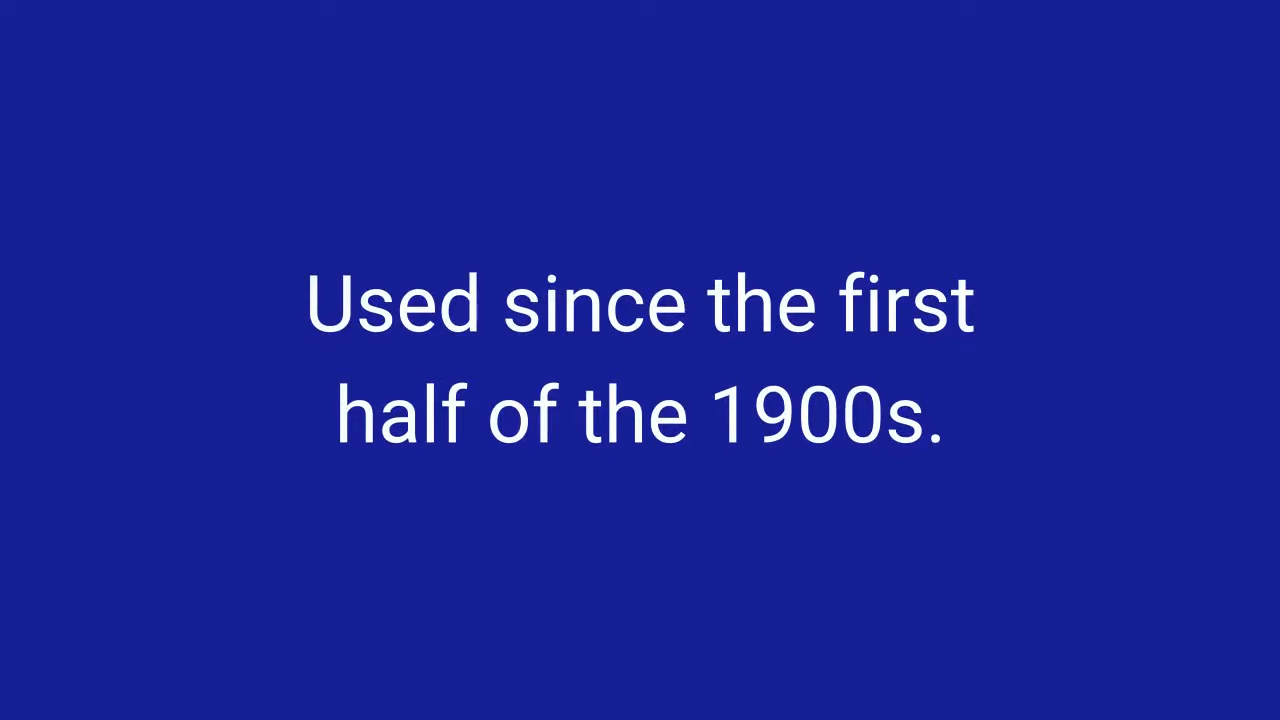 Used since the first
half of the 1900s.